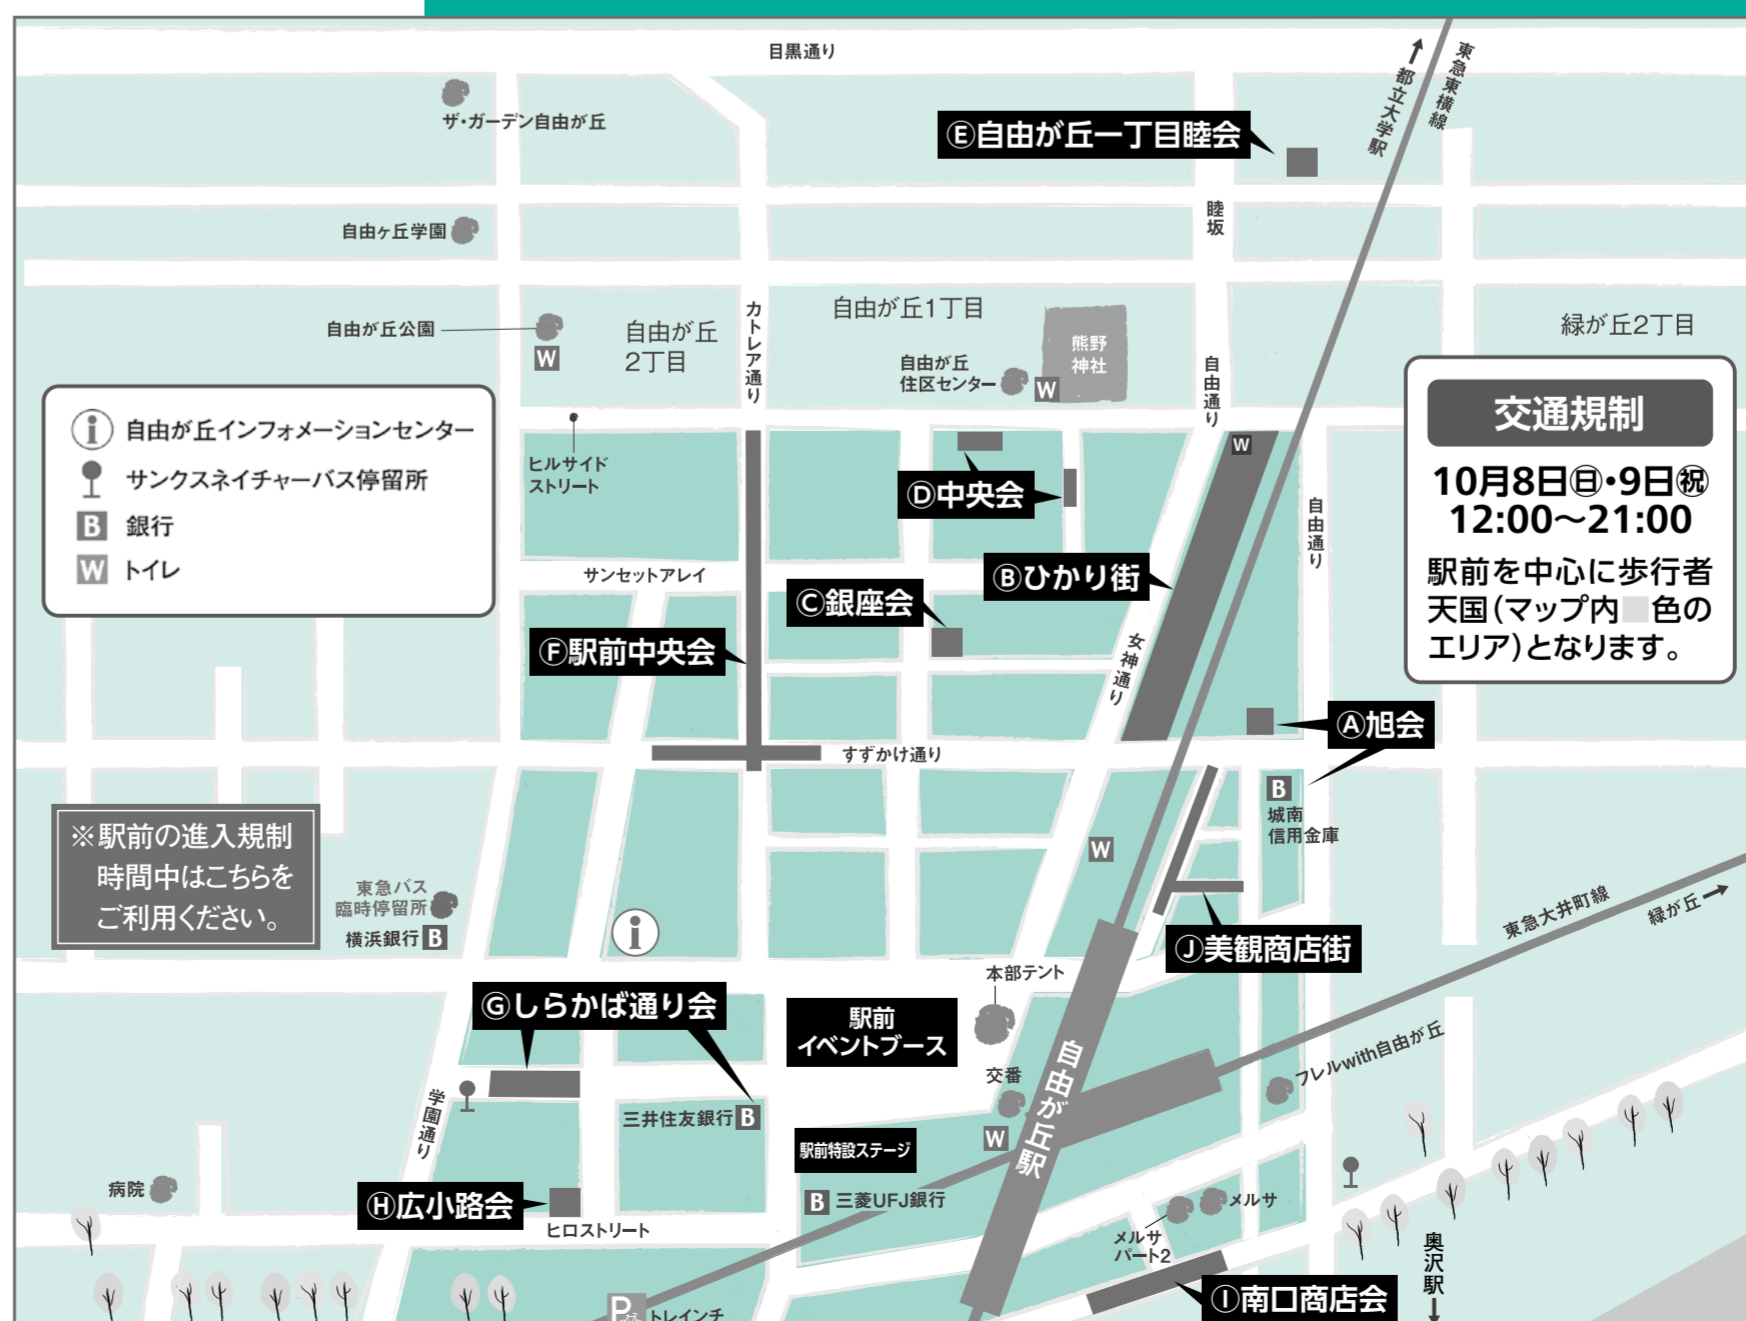 目黒通り
東急東横線
都立大学駅
ザ・ガーデン自由が丘
Ⓔ自由が丘一丁目睦会
自由ヶ丘学園
睦坂
自由が丘公園
W
自由が丘
2丁目
カトレア通り
自由が丘1丁目
自由が丘
住区センター
W
熊野
神社
自由通り
緑が丘2丁目
自由が丘インフォメーションセンター
サンクスネイチャーバス停留所
B 銀行
W トイレ
交通規制
10月8日㊐・9日㊗
12:00〜21:00
駅前を中心に歩行者
天国(マップ内 色の
エリア)となります。
ヒルサイド
ストリート
Ⓓ中央会
W
自由通り
Ⓑひかり街
サンセットアレイ
Ⓒ銀座会
Ⓕ駅前中央会
女神通り
Ⓐ旭会
すずかけ通り
B
城南
信用金庫
W
※駅前の進入規制
時間中はこちらを
ご利用ください。
東急バス
臨時停留所
横浜銀行 B
i
東急大井町線
緑が丘
Ⓙ美観商店街
本部テント
Ⓖしらかば通り会
駅前
イベントブース
自由が丘駅
フレルwith自由が丘
交番
W
学園通り
三井住友銀行 B
駅前特設ステージ
B 三菱UFJ銀行
病院
Ⓗ広小路会
ヒロストリート
メルサ
メルサ
パート2
奥沢駅
Ⓘ南口商店会
P
トレインチ